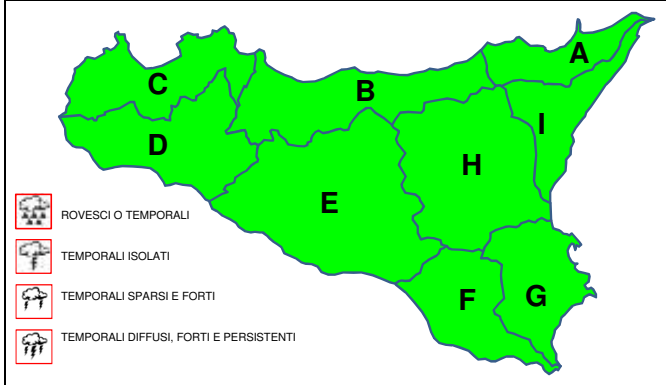 A
C
B
I
D
H
E
ROVESCI O TEMPORALI
TEMPORALI ISOLATI
TEMPORALI SPARSI E FORTI
F
G
TEMPORALI DIFFUSI, FORTI E PERSISTENTI